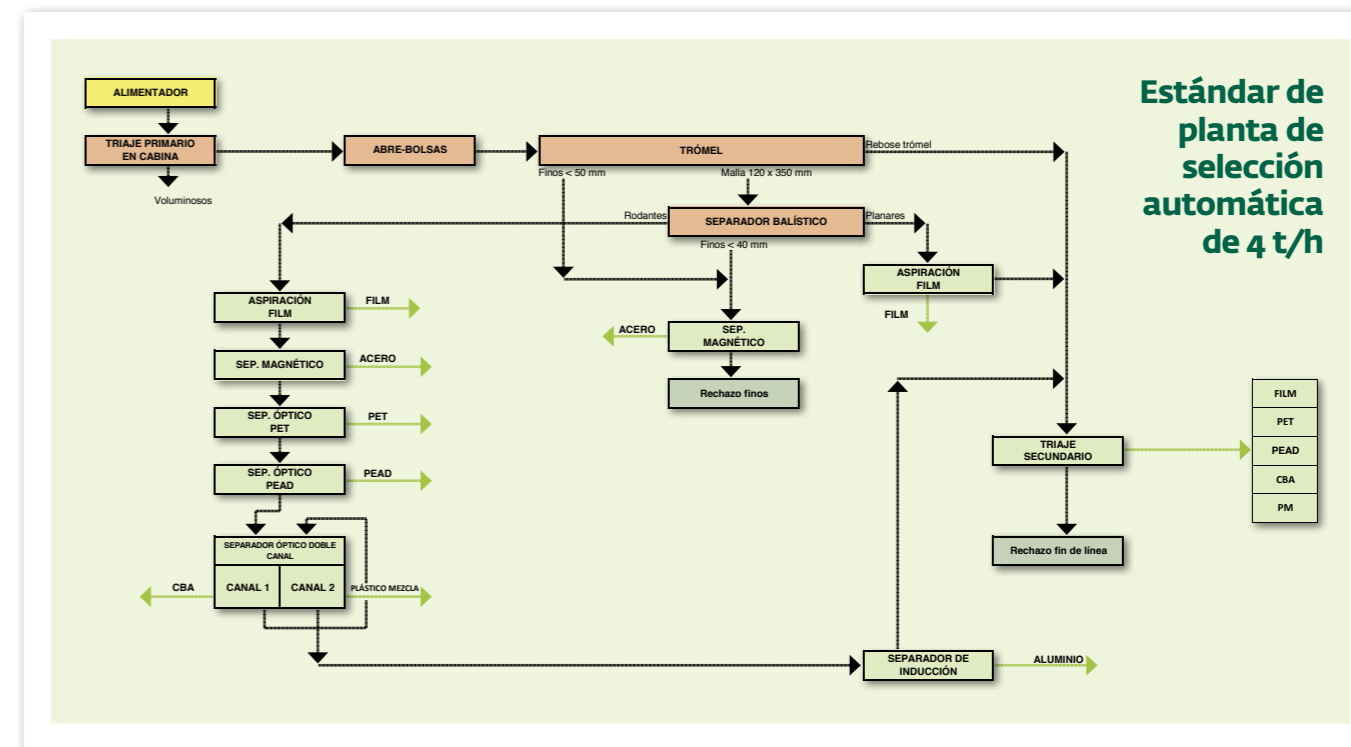 Estándar de
planta de
selección
automática
de 4 t/h
ALIMENTADOR
TRIAJE PRIMARIO
EN CABINA
Voluminosos
ABRE-BOLSAS
TRÓMEL
Rebose trómel
Finos < 50 mm
Malla 120 x 350 mm
Rodantes
SEPARADOR BALÍSTICO
Planares
Finos < 40 mm
ASPIRACIÓN
FILM
FILM
ASPIRACIÓN
FILM
FILM
ACERO
SEP.
MAGNÉTICO
Rechazo finos
SEP. MAGNÉTICO
ACERO
SEP. ÓPTICO
PET
PET
SEP. ÓPTICO
PEAD
PEAD
SEPARADOR ÓPTICO DOBLE
CANAL
CBA
CANAL 1
CANAL 2
PLÁSTICO MEZCLA
TRIAJE
SECUNDARIO
FILM
PET
PEAD
CBA
PM
Rechazo fin de línea
SEPARADOR DE
INDUCCIÓN
ALUMINIO